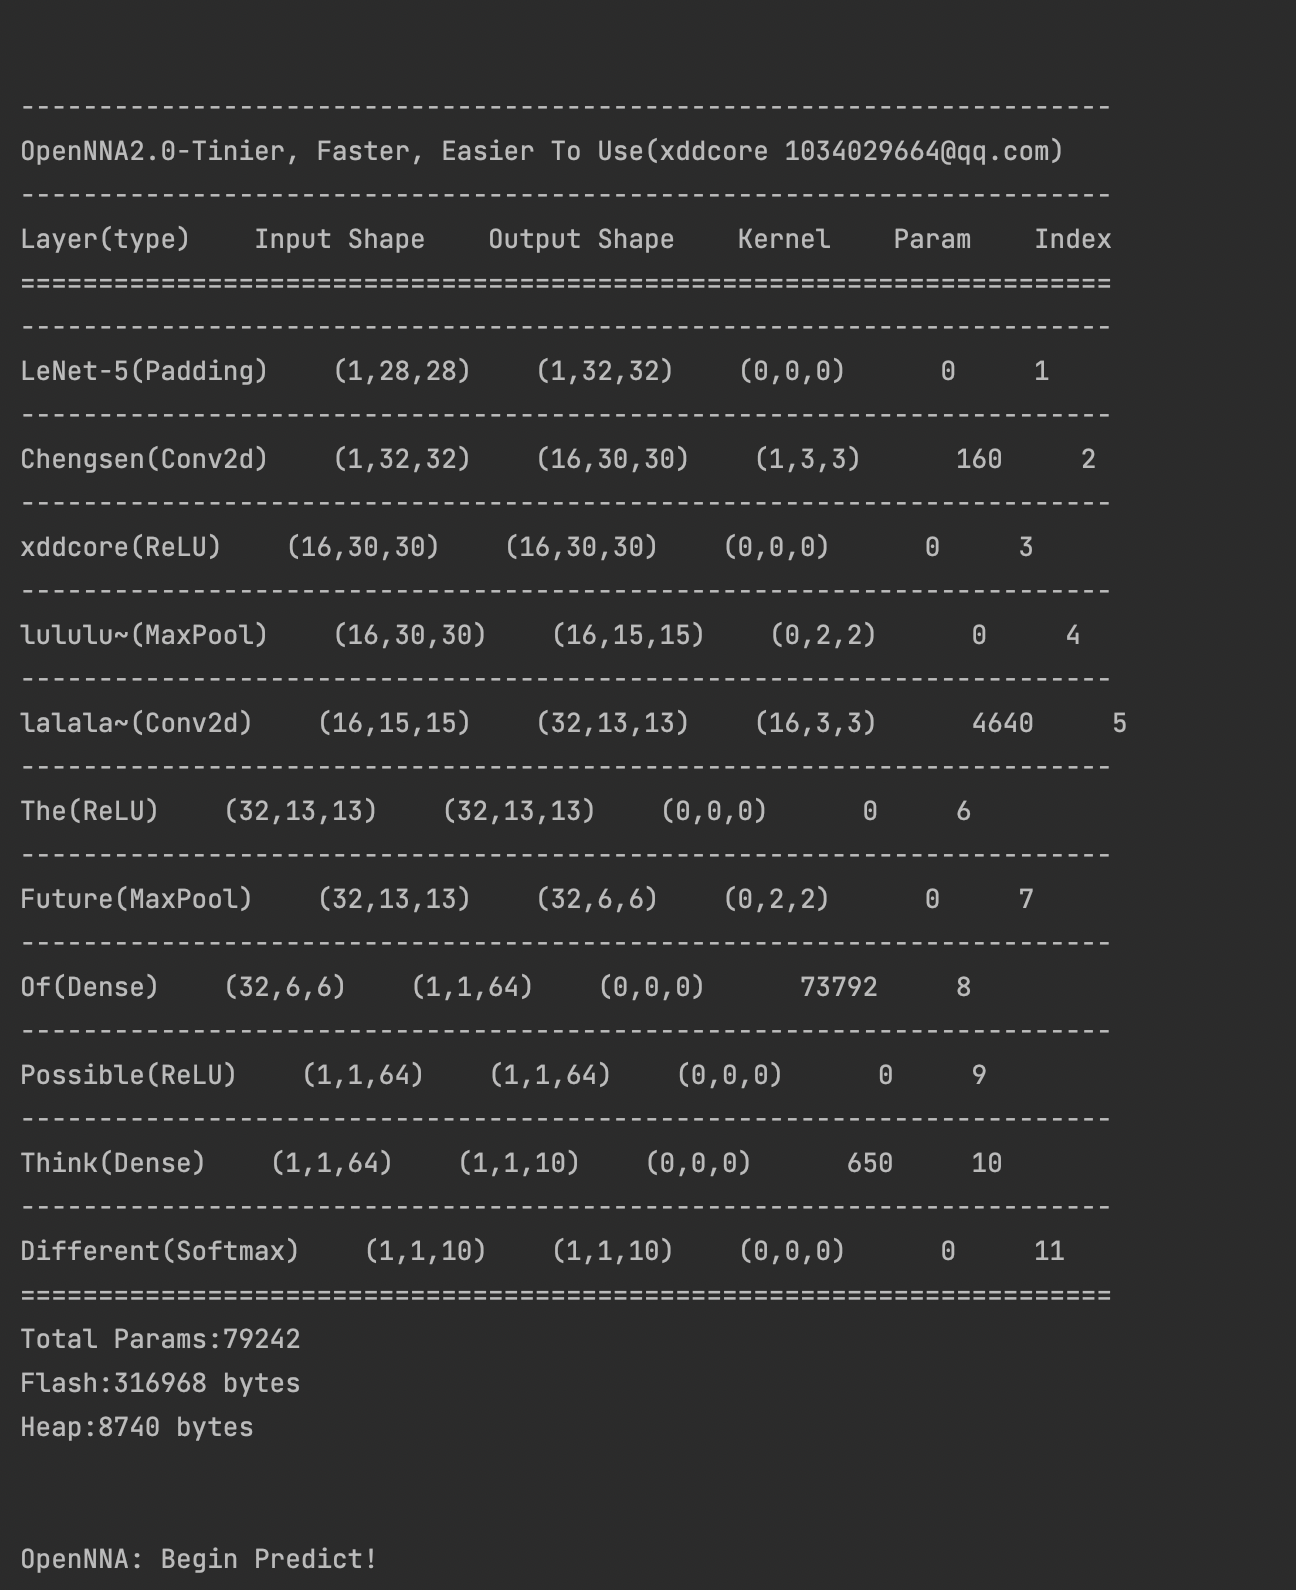 ----------------------------------------------------------------------
OpenNNA2.0-Tinier, Faster, Easier To Use(xddcore 1034029664@qq.com)
----------------------------------------------------------------------
Layer(type)    Input Shape    Output Shape    Kernel    Param    Index
======================================================================
----------------------------------------------------------------------
LeNet-5(Padding)    (1,28,28)    (1,32,32)    (0,0,0)      0     1
----------------------------------------------------------------------
Chengsen(Conv2d)    (1,32,32)    (16,30,30)    (1,3,3)      160     2
----------------------------------------------------------------------
xddcore(ReLU)    (16,30,30)    (16,30,30)    (0,0,0)      0     3
----------------------------------------------------------------------
lululu~(MaxPool)    (16,30,30)    (16,15,15)    (0,2,2)      0     4
----------------------------------------------------------------------
lalala~(Conv2d)    (16,15,15)    (32,13,13)    (16,3,3)      4640     5
----------------------------------------------------------------------
The(ReLU)    (32,13,13)    (32,13,13)    (0,0,0)      0     6
----------------------------------------------------------------------
Future(MaxPool)    (32,13,13)    (32,6,6)    (0,2,2)      0     7
----------------------------------------------------------------------
Of(Dense)    (32,6,6)    (1,1,64)    (0,0,0)      73792     8
----------------------------------------------------------------------
Possible(ReLU)    (1,1,64)    (1,1,64)    (0,0,0)      0     9
----------------------------------------------------------------------
Think(Dense)    (1,1,64)    (1,1,10)    (0,0,0)      650     10
----------------------------------------------------------------------
Different(Softmax)    (1,1,10)    (1,1,10)    (0,0,0)      0     11
======================================================================
Total Params:79242
Flash:316968 bytes
Heap:8740 bytes
OpenNNA: Begin Predict!